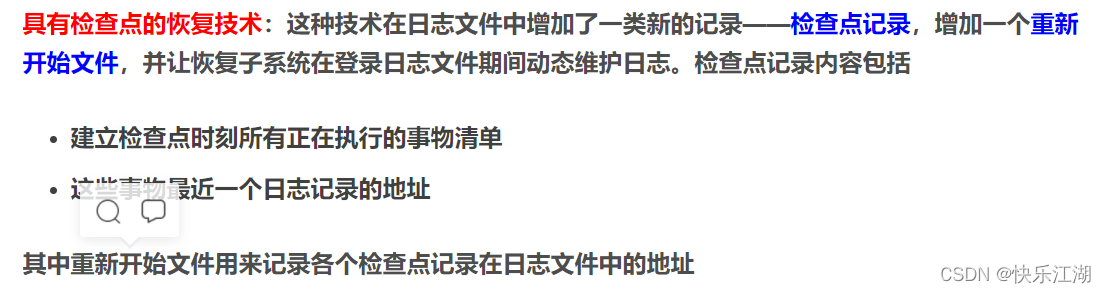 具有检查点的恢复技术：这种技术在日志文件中增加了一类新的记录——检查点记录，增加一个重新
开始文件，并让恢复子系统在登录日志文件期间动态维护日志。检查点记录内容包括
• 建立检查点时刻所有正在执行的事物清单
• 这些事物最近一个日志记录的地址
其中重新开始文件用来记录各个检查点记录在日志文件中的地址
CSDN @快乐江湖